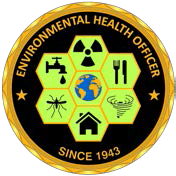 ENVIRONMENTAL HEALTH OFFICER
SINCE 1943